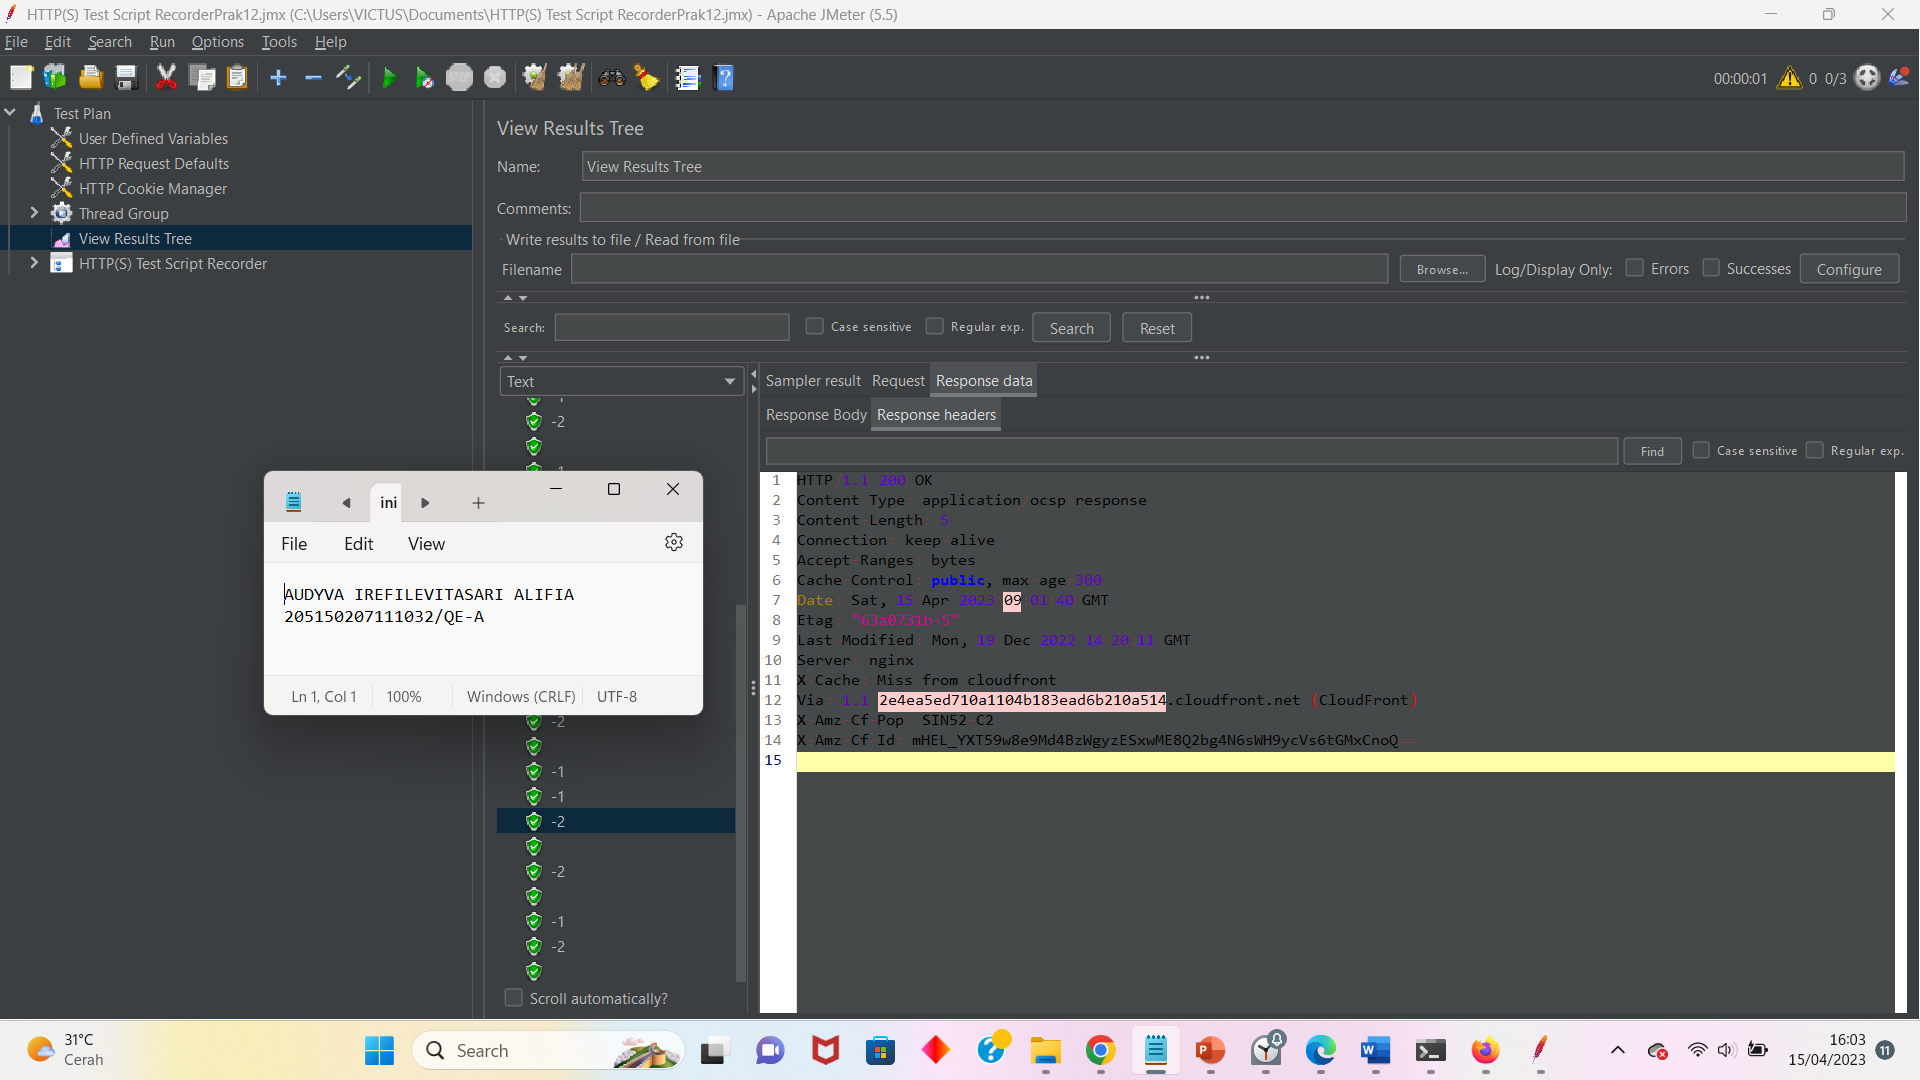 HTTP(S) Test Script RecorderPrak12.jmx (C:\Users\VICTUS\Documents\HTTP(S) Test Script RecorderPrak12.jmx) - Apache JMeter (5.5)
File Edit Search Run Options Tools Help
00:00:01 0 0/3
Test Plan
User Defined Variables
HTTP Request Defaults
HTTP Cookie Manager
Thread Group
View Results Tree
HTTP(S) Test Script Recorder
View Results Tree
Name: View Results Tree
Comments:
Write results to file / Read from file
Filename Browse... Log/Display Only: Errors Successes Configure
Search: Case sensitive Regular exp. Search Reset
Text
Sampler result Request Response data
Response Body Response headers
Find Case sensitive Regular exp.
-2
-2
-1
-1
-2
-2
-1
-2
Scroll automatically?
1 HTTP/1.1 200 OK
2 Content-Type: application/ocsp-response
3 Content-Length: 5
4 Connection: keep-alive
5 Accept-Ranges: bytes
6 Cache-Control: public, max-age=300
7 Date: Sat, 15 Apr 2023 09:01:40 GMT
8 Etag: "63a0731b-5"
9 Last-Modified: Mon, 19 Dec 2022 14:20:11 GMT
10 Server: nginx
11 X-Cache: Miss from cloudfront
12 Via: 1.1 2e4ea5ed710a1104b183ead6b210a514.cloudfront.net (CloudFront)
13 X-Amz-Cf-Pop: SIN52-C2
14 X-Amz-Cf-Id: mHEL_YXT59w8e9Md4BzWgyzESxwME8Q2bg4N6sWH9ycVs6tGMxCnoQ==
15
ini
File Edit View
AUDYVA IREFILEVITASARI ALIFIA
205150207111032/QE-A
Ln 1, Col 1 100% Windows (CRLF) UTF-8
31°C
Cerah
Search
16:03
15/04/2023
11